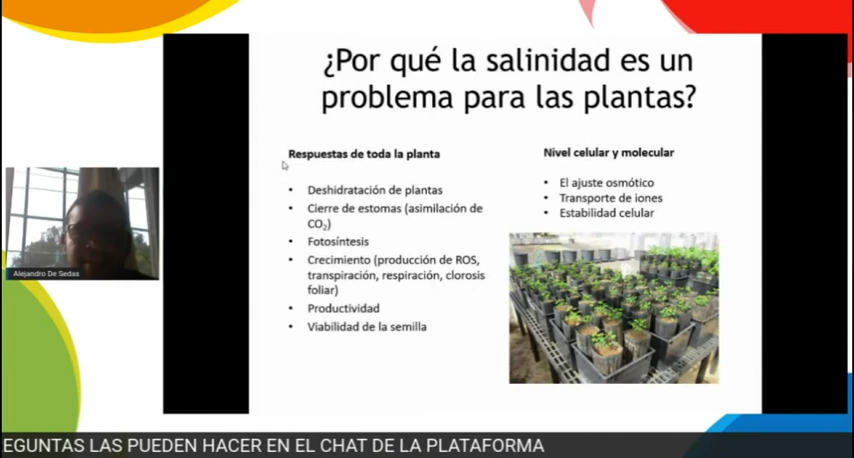 ¿Por qué la salinidad es un
problema para las plantas?
Respuestas de toda la planta
• Deshidratación de plantas
• Cierre de estomas (asimilación de
CO₂)
• Fotosíntesis
• Crecimiento (producción de ROS,
transpiración, respiración, clorosis
foliar)
• Productividad
• Viabilidad de la semilla
Nivel celular y molecular
• El ajuste osmótico
• Transporte de iones
• Estabilidad celular
Alejandro De Sedas
EGUNTAS LAS PUEDEN HACER EN EL CHAT DE LA PLATAFORMA